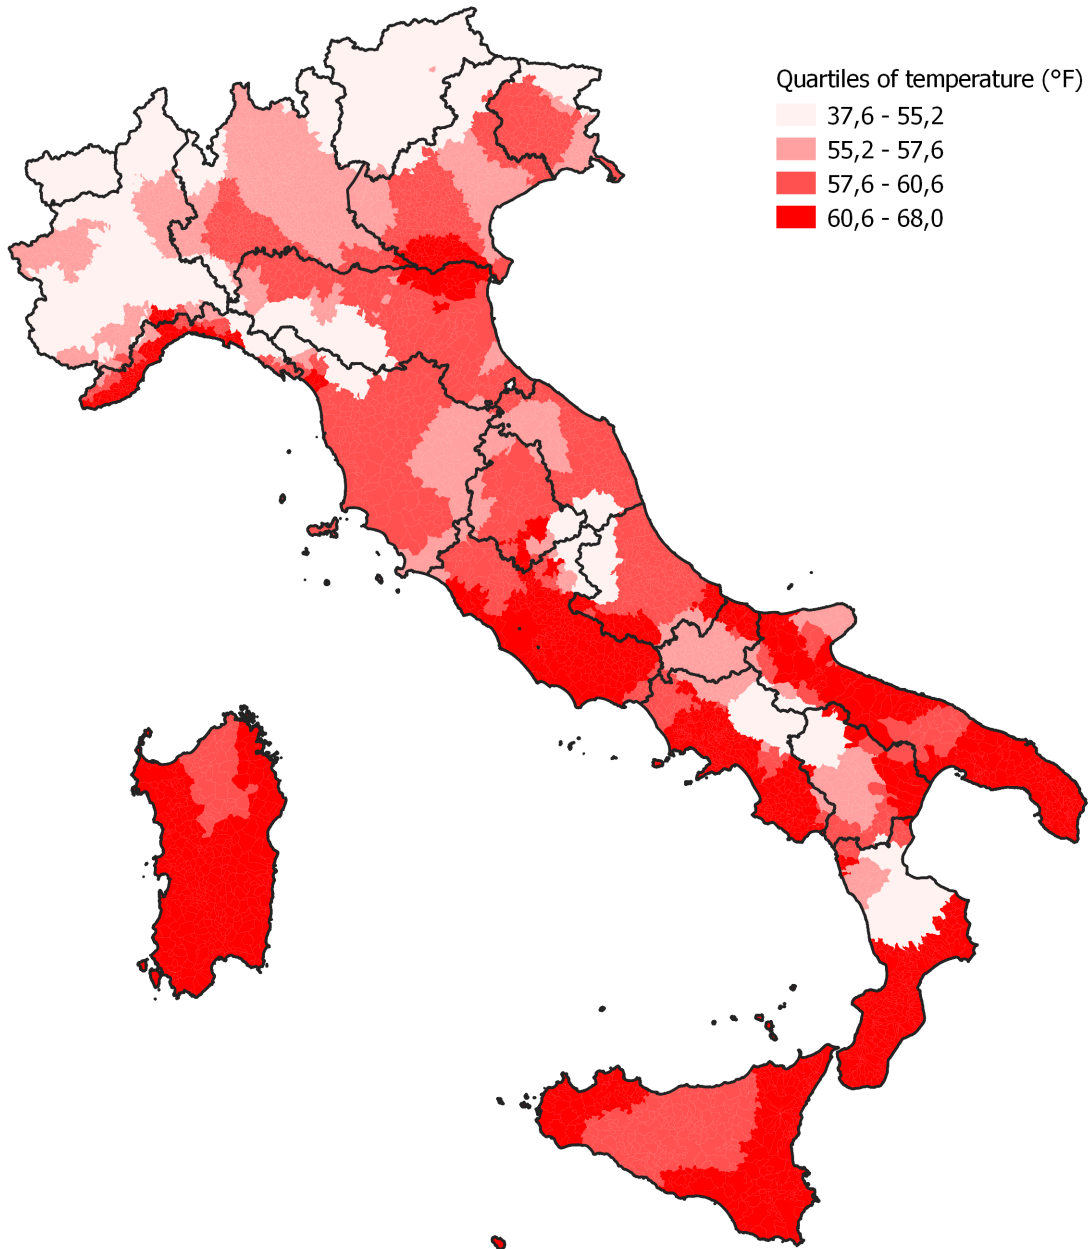 Quartiles of temperature (°F)
37,6 - 55,2
55,2 - 57,6
57,6 - 60,6
60,6 - 68,0